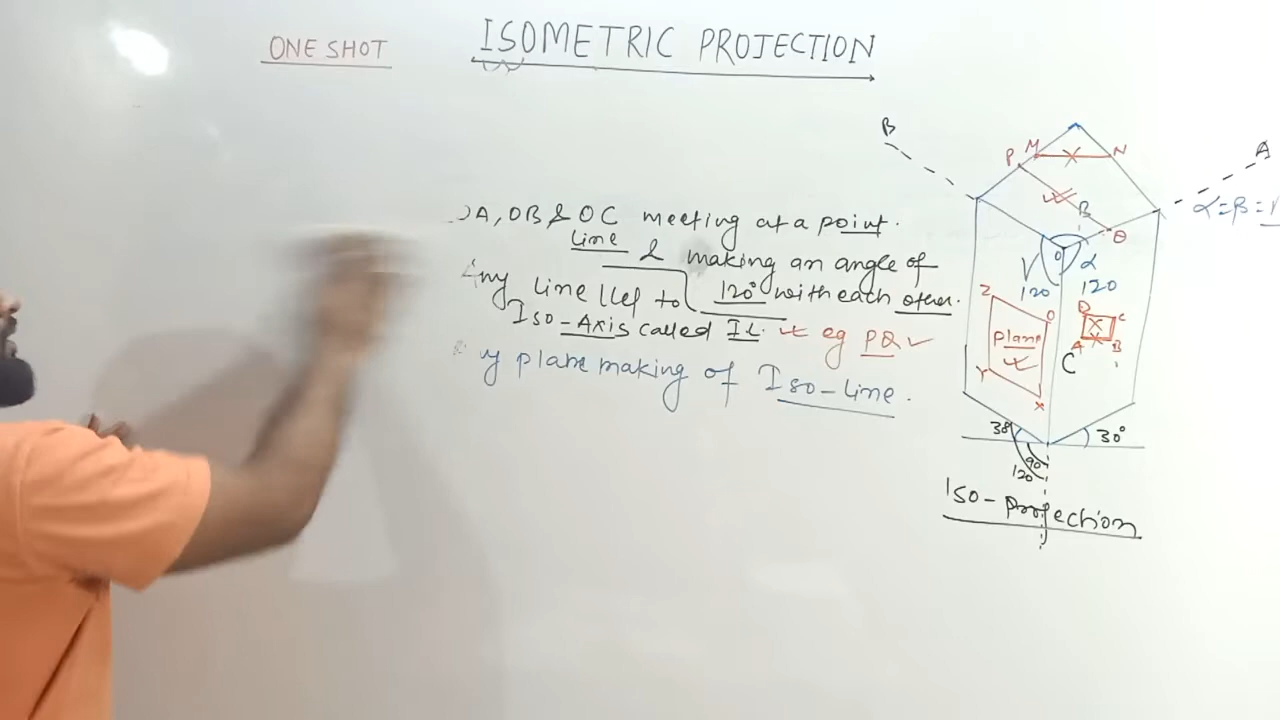 ONE SHOT
ISOMETRIC PROJECTION
OA, OB & OC meeting at a point.
line & making an angle of
Any line llel to 120° with each other.
Iso-Axis called IL. eg PQ
y plane making of Iso-Line.
B
A
α=β=γ
P
M
N
β
Q
O
γ
α
120
120
Z
O
plane
Y
X
D
C
A
B
C
30
30°
90
120
Iso-Projection